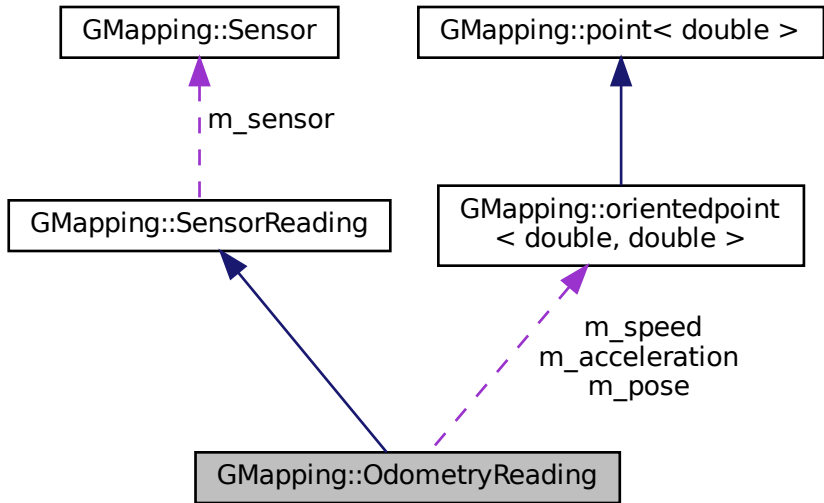 GMapping::Sensor
GMapping::point< double >
m_sensor
GMapping::SensorReading
GMapping::orientedpoint
< double, double >
m_speed
m_acceleration
m_pose
GMapping::OdometryReading